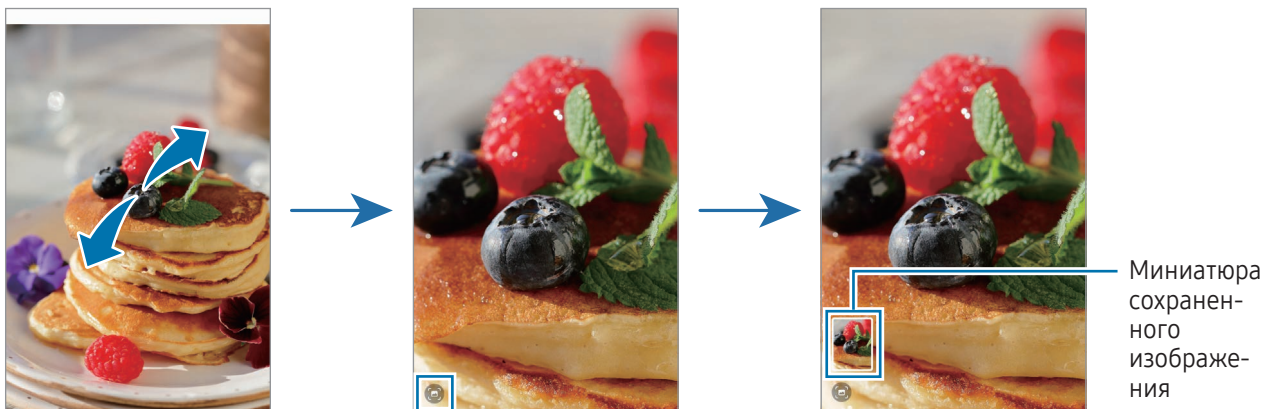 Миниатюра
сохранен-
ного
изображе-
ния